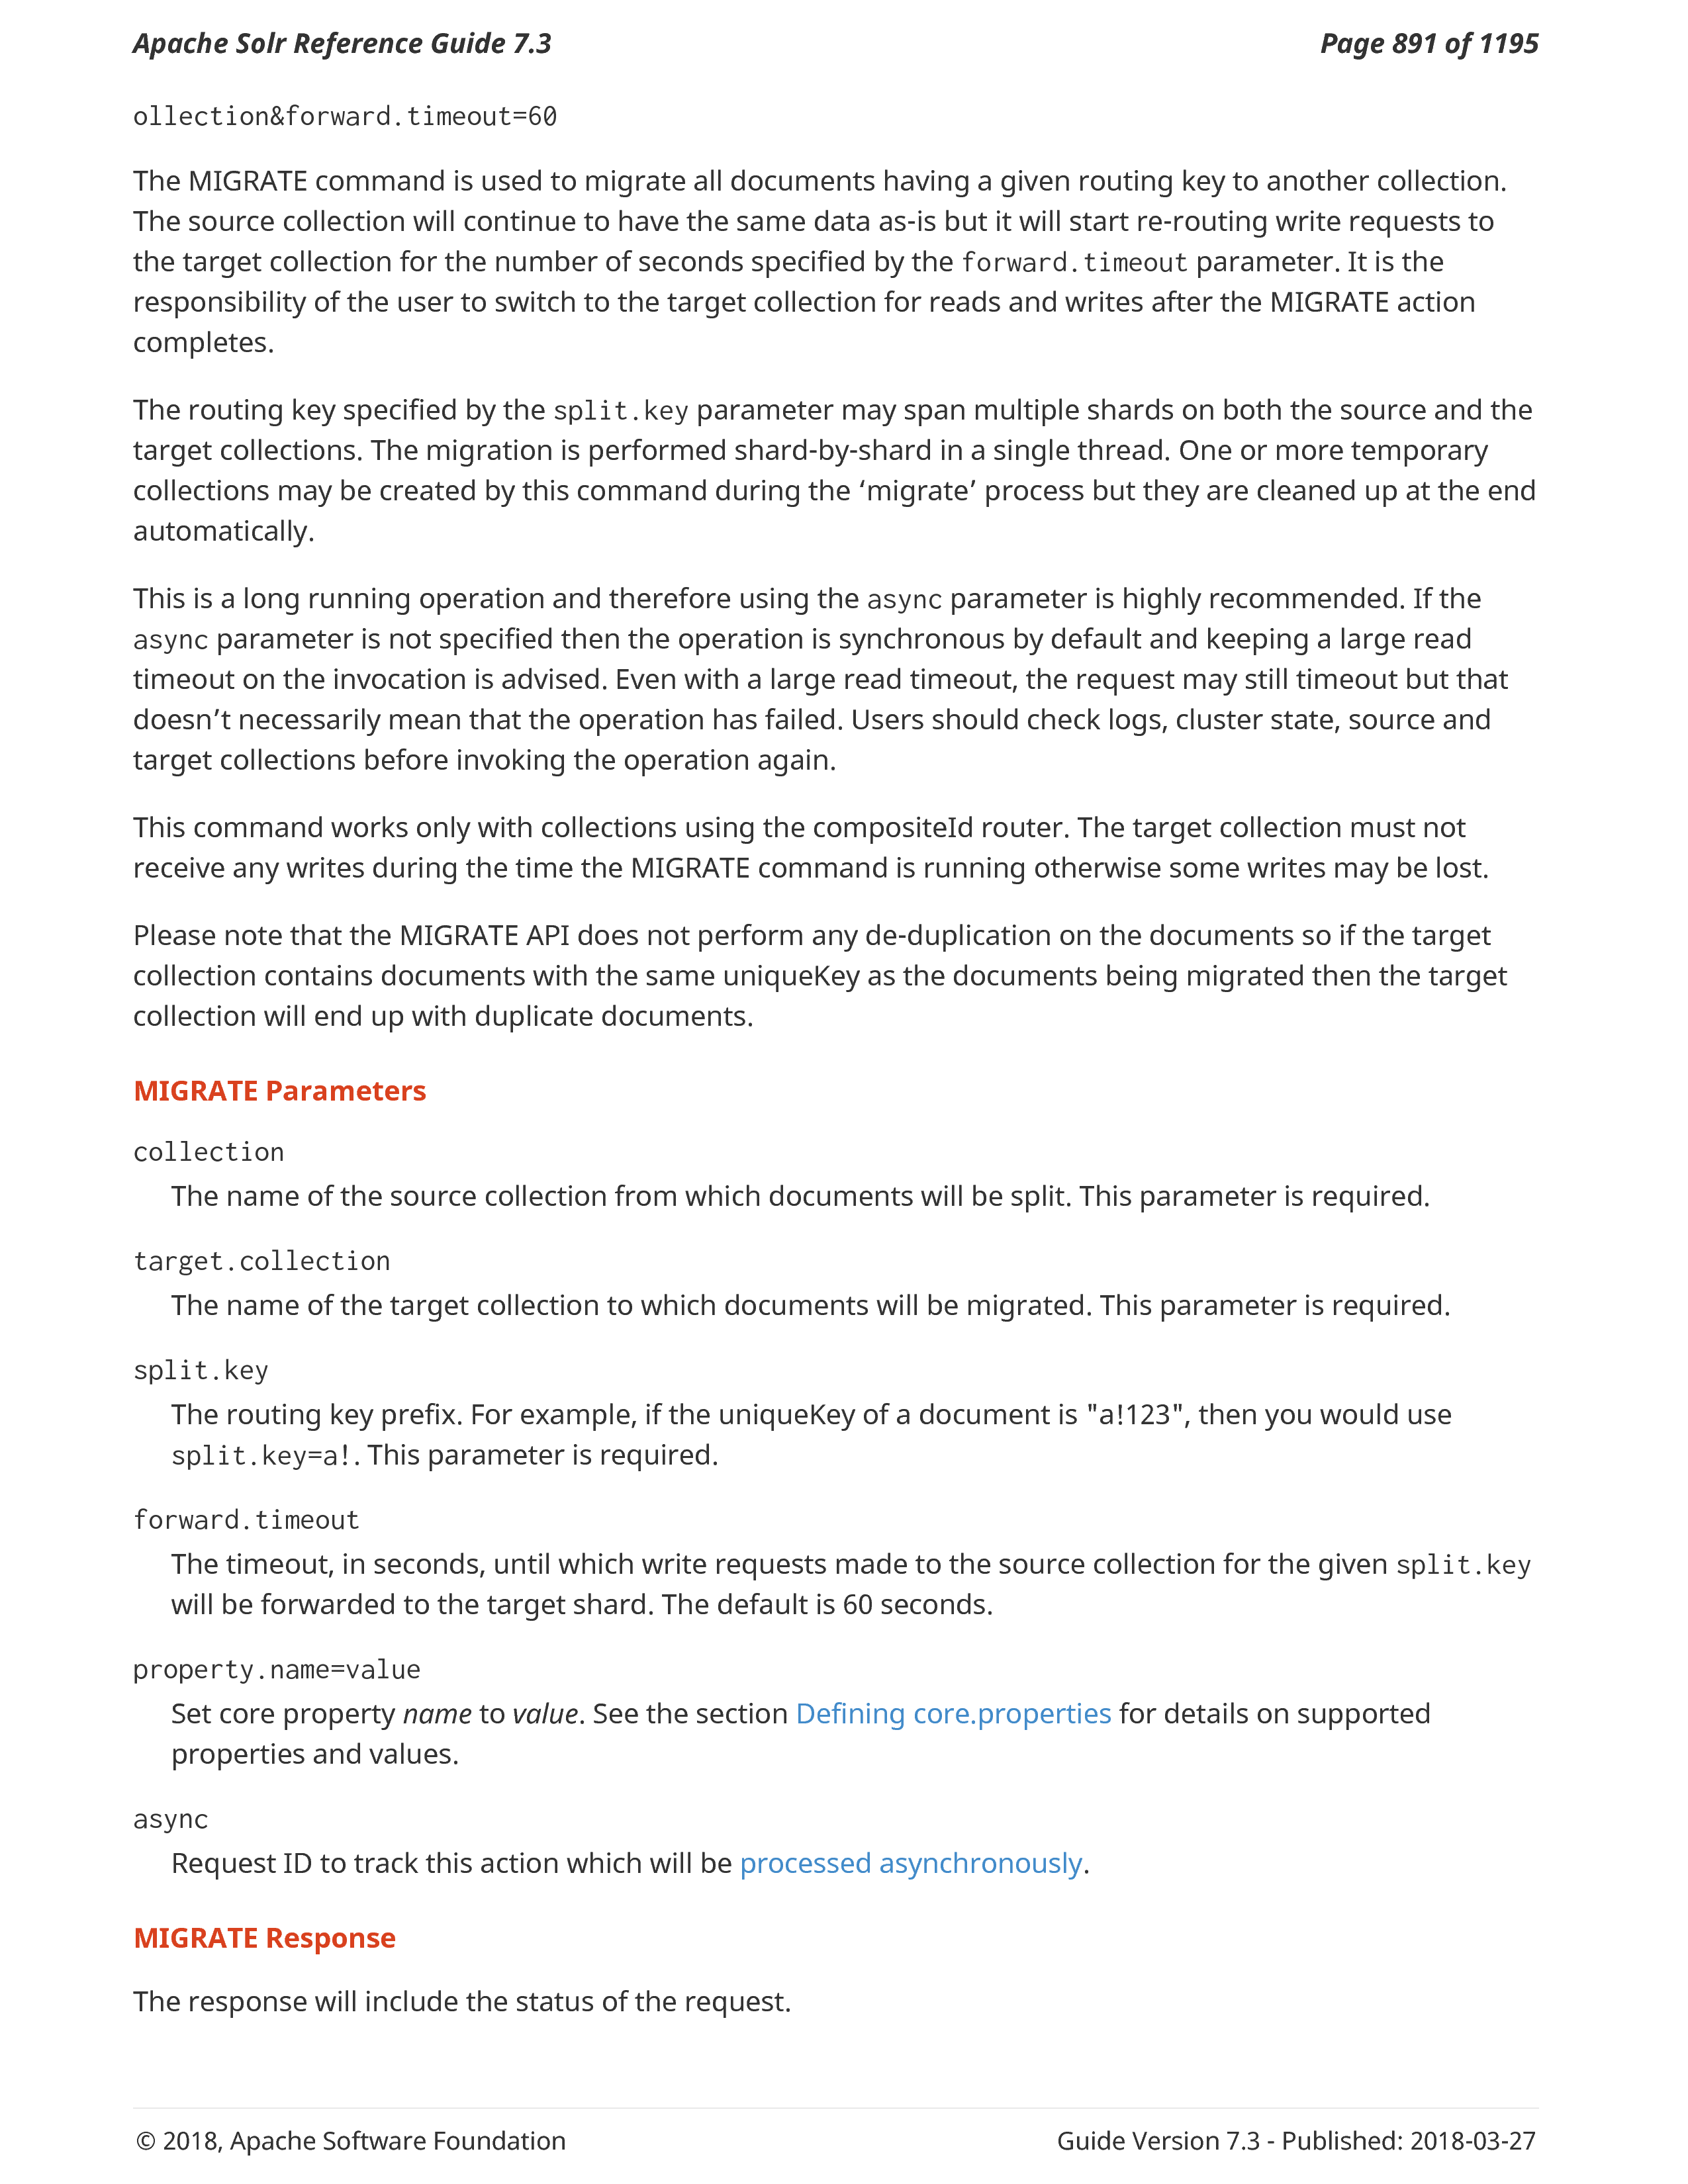 Apache Solr Reference Guide 7.3 Page 891 of 1195
ollection&forward.timeout=60
The MIGRATE command is used to migrate all documents having a given routing key to another collection.
The source collection will continue to have the same data as-is but it will start re-routing write requests to
the target collection for the number of seconds specified by the forward.timeout parameter. It is the
responsibility of the user to switch to the target collection for reads and writes after the MIGRATE action
completes.
The routing key specified by the split.key parameter may span multiple shards on both the source and the
target collections. The migration is performed shard-by-shard in a single thread. One or more temporary
collections may be created by this command during the ‘migrate’ process but they are cleaned up at the end
automatically.
This is a long running operation and therefore using the async parameter is highly recommended. If the
async parameter is not specified then the operation is synchronous by default and keeping a large read
timeout on the invocation is advised. Even with a large read timeout, the request may still timeout but that
doesn’t necessarily mean that the operation has failed. Users should check logs, cluster state, source and
target collections before invoking the operation again.
This command works only with collections using the compositeId router. The target collection must not
receive any writes during the time the MIGRATE command is running otherwise some writes may be lost.
Please note that the MIGRATE API does not perform any de-duplication on the documents so if the target
collection contains documents with the same uniqueKey as the documents being migrated then the target
collection will end up with duplicate documents.
MIGRATE Parameters
collection
The name of the source collection from which documents will be split. This parameter is required.
target.collection
The name of the target collection to which documents will be migrated. This parameter is required.
split.key
The routing key prefix. For example, if the uniqueKey of a document is "a!123", then you would use
split.key=a!. This parameter is required.
forward.timeout
The timeout, in seconds, until which write requests made to the source collection for the given split.key
will be forwarded to the target shard. The default is 60 seconds.
property.name=value
Set core property name to value. See the section Defining core.properties for details on supported
properties and values.
async
Request ID to track this action which will be processed asynchronously.
MIGRATE Response
The response will include the status of the request.
© 2018, Apache Software Foundation Guide Version 7.3 - Published: 2018-03-27